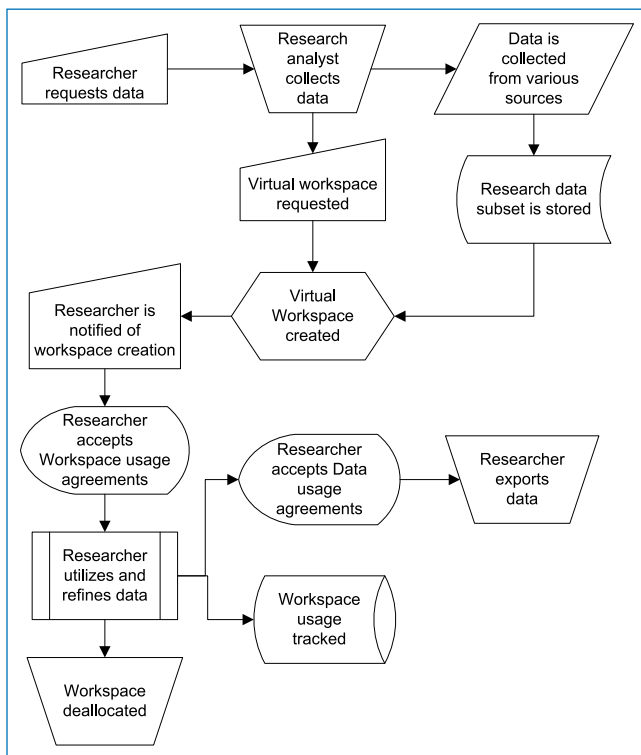 Researcher
requests data
Research
analyst
collects
data
Data is
collected
from various
sources
Virtual workspace
requested
Research data
subset is stored
Researcher is
notified of
workspace creation
Virtual
Workspace
created
Researcher
accepts
Workspace usage
agreements
Researcher
accepts Data
usage
agreements
Researcher
exports
data
Researcher
utilizes and
refines data
Workspace
usage
tracked
Workspace
deallocated